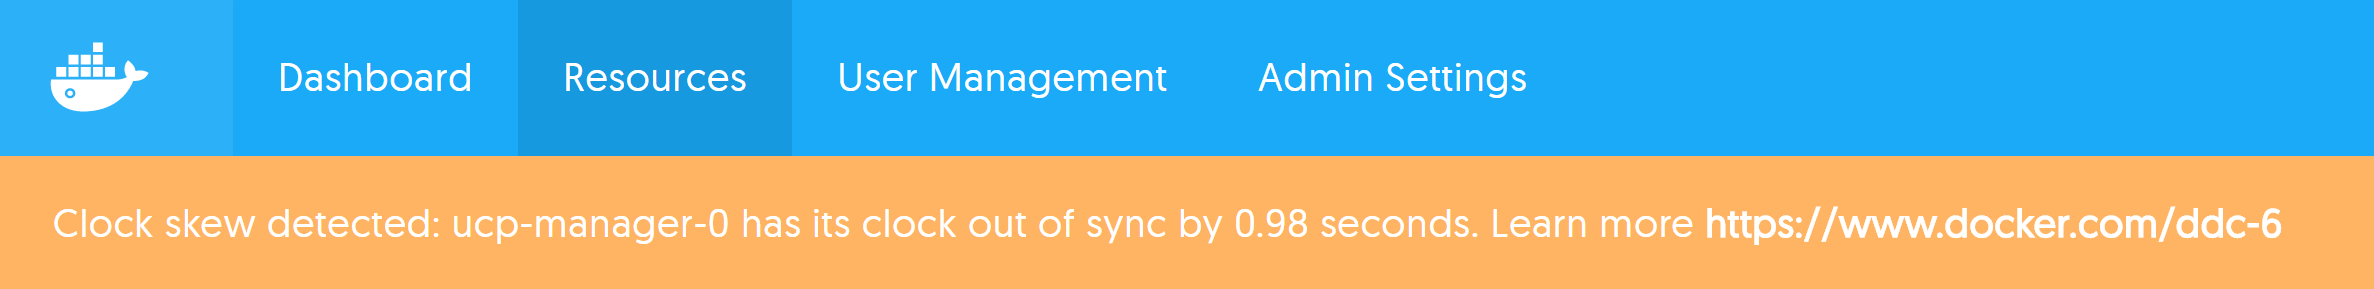 Dashboard Resources User Management Admin Settings
Clock skew detected: ucp-manager-0 has its clock out of sync by 0.98 seconds. Learn more https://www.docker.com/ddc-6